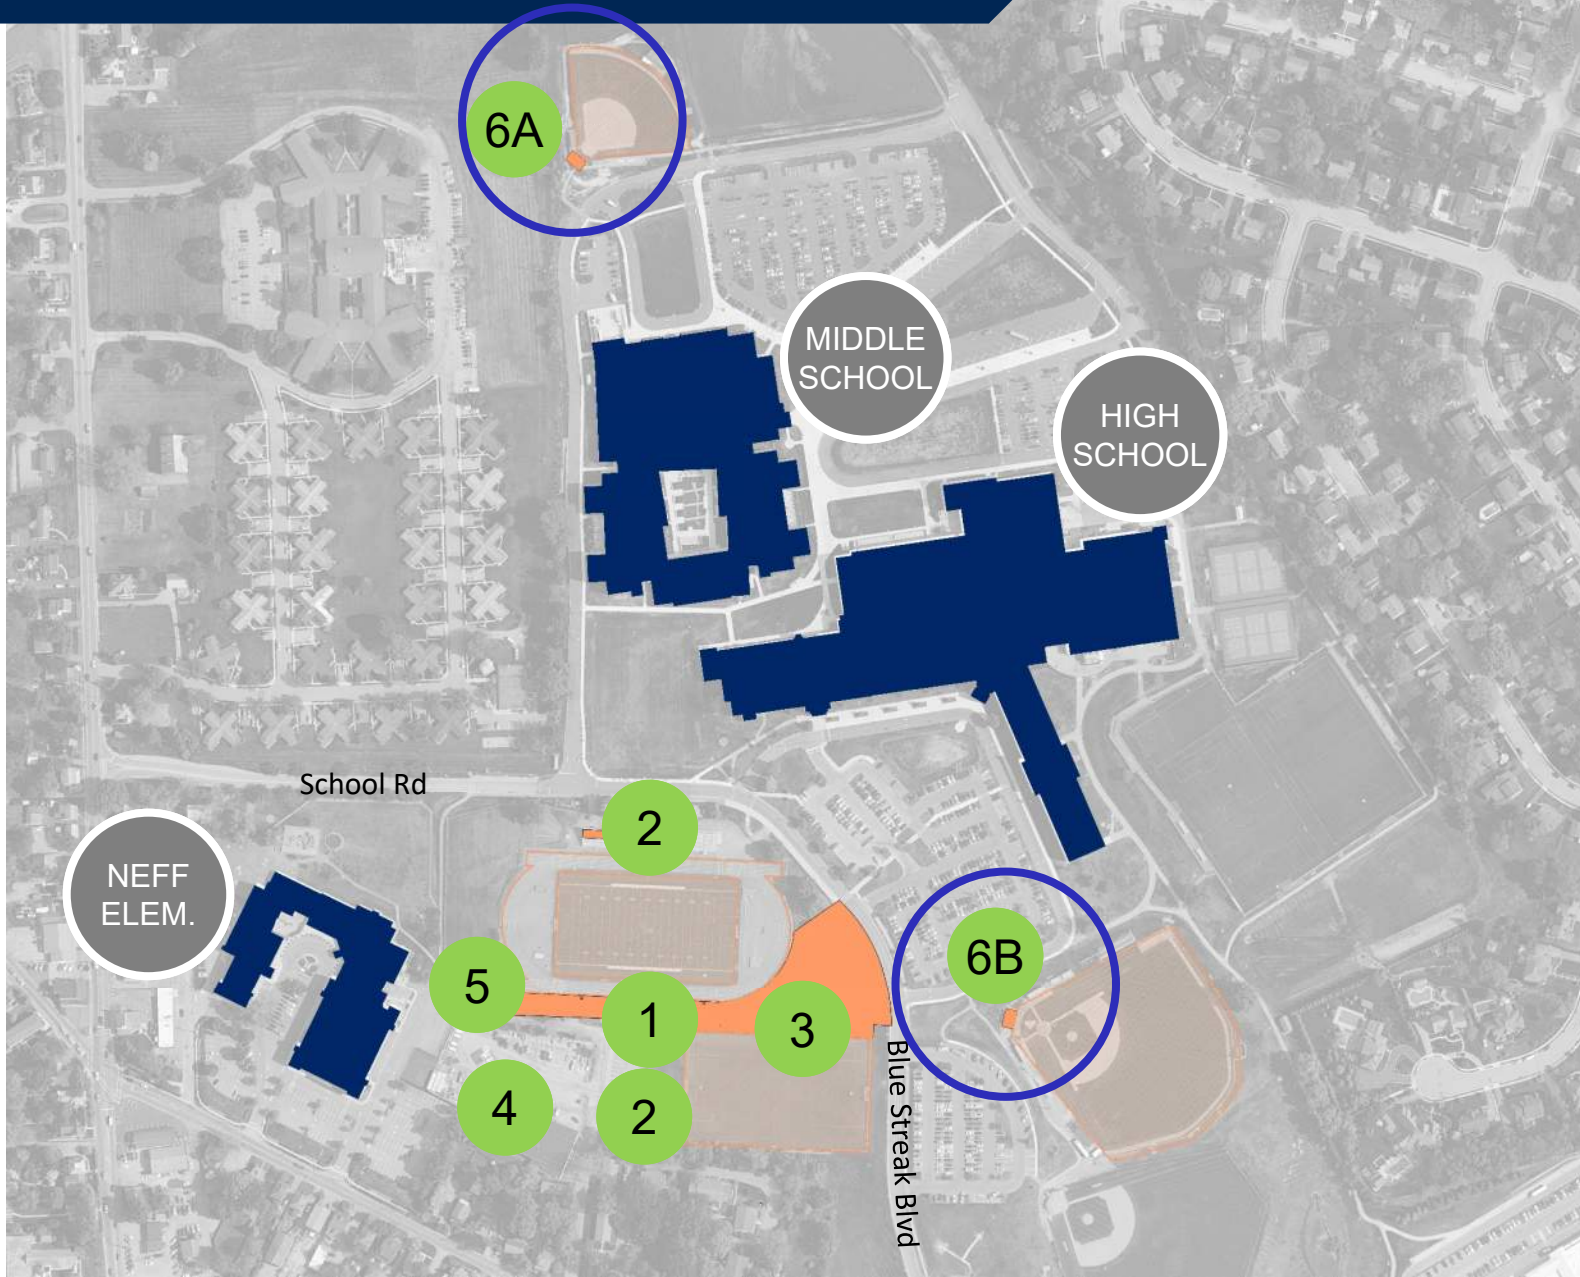 6A
MIDDLE
SCHOOL
HIGH
SCHOOL
School Rd
2
NEFF
ELEM.
6B
5
1
3
4
2
Blue Streak Blvd